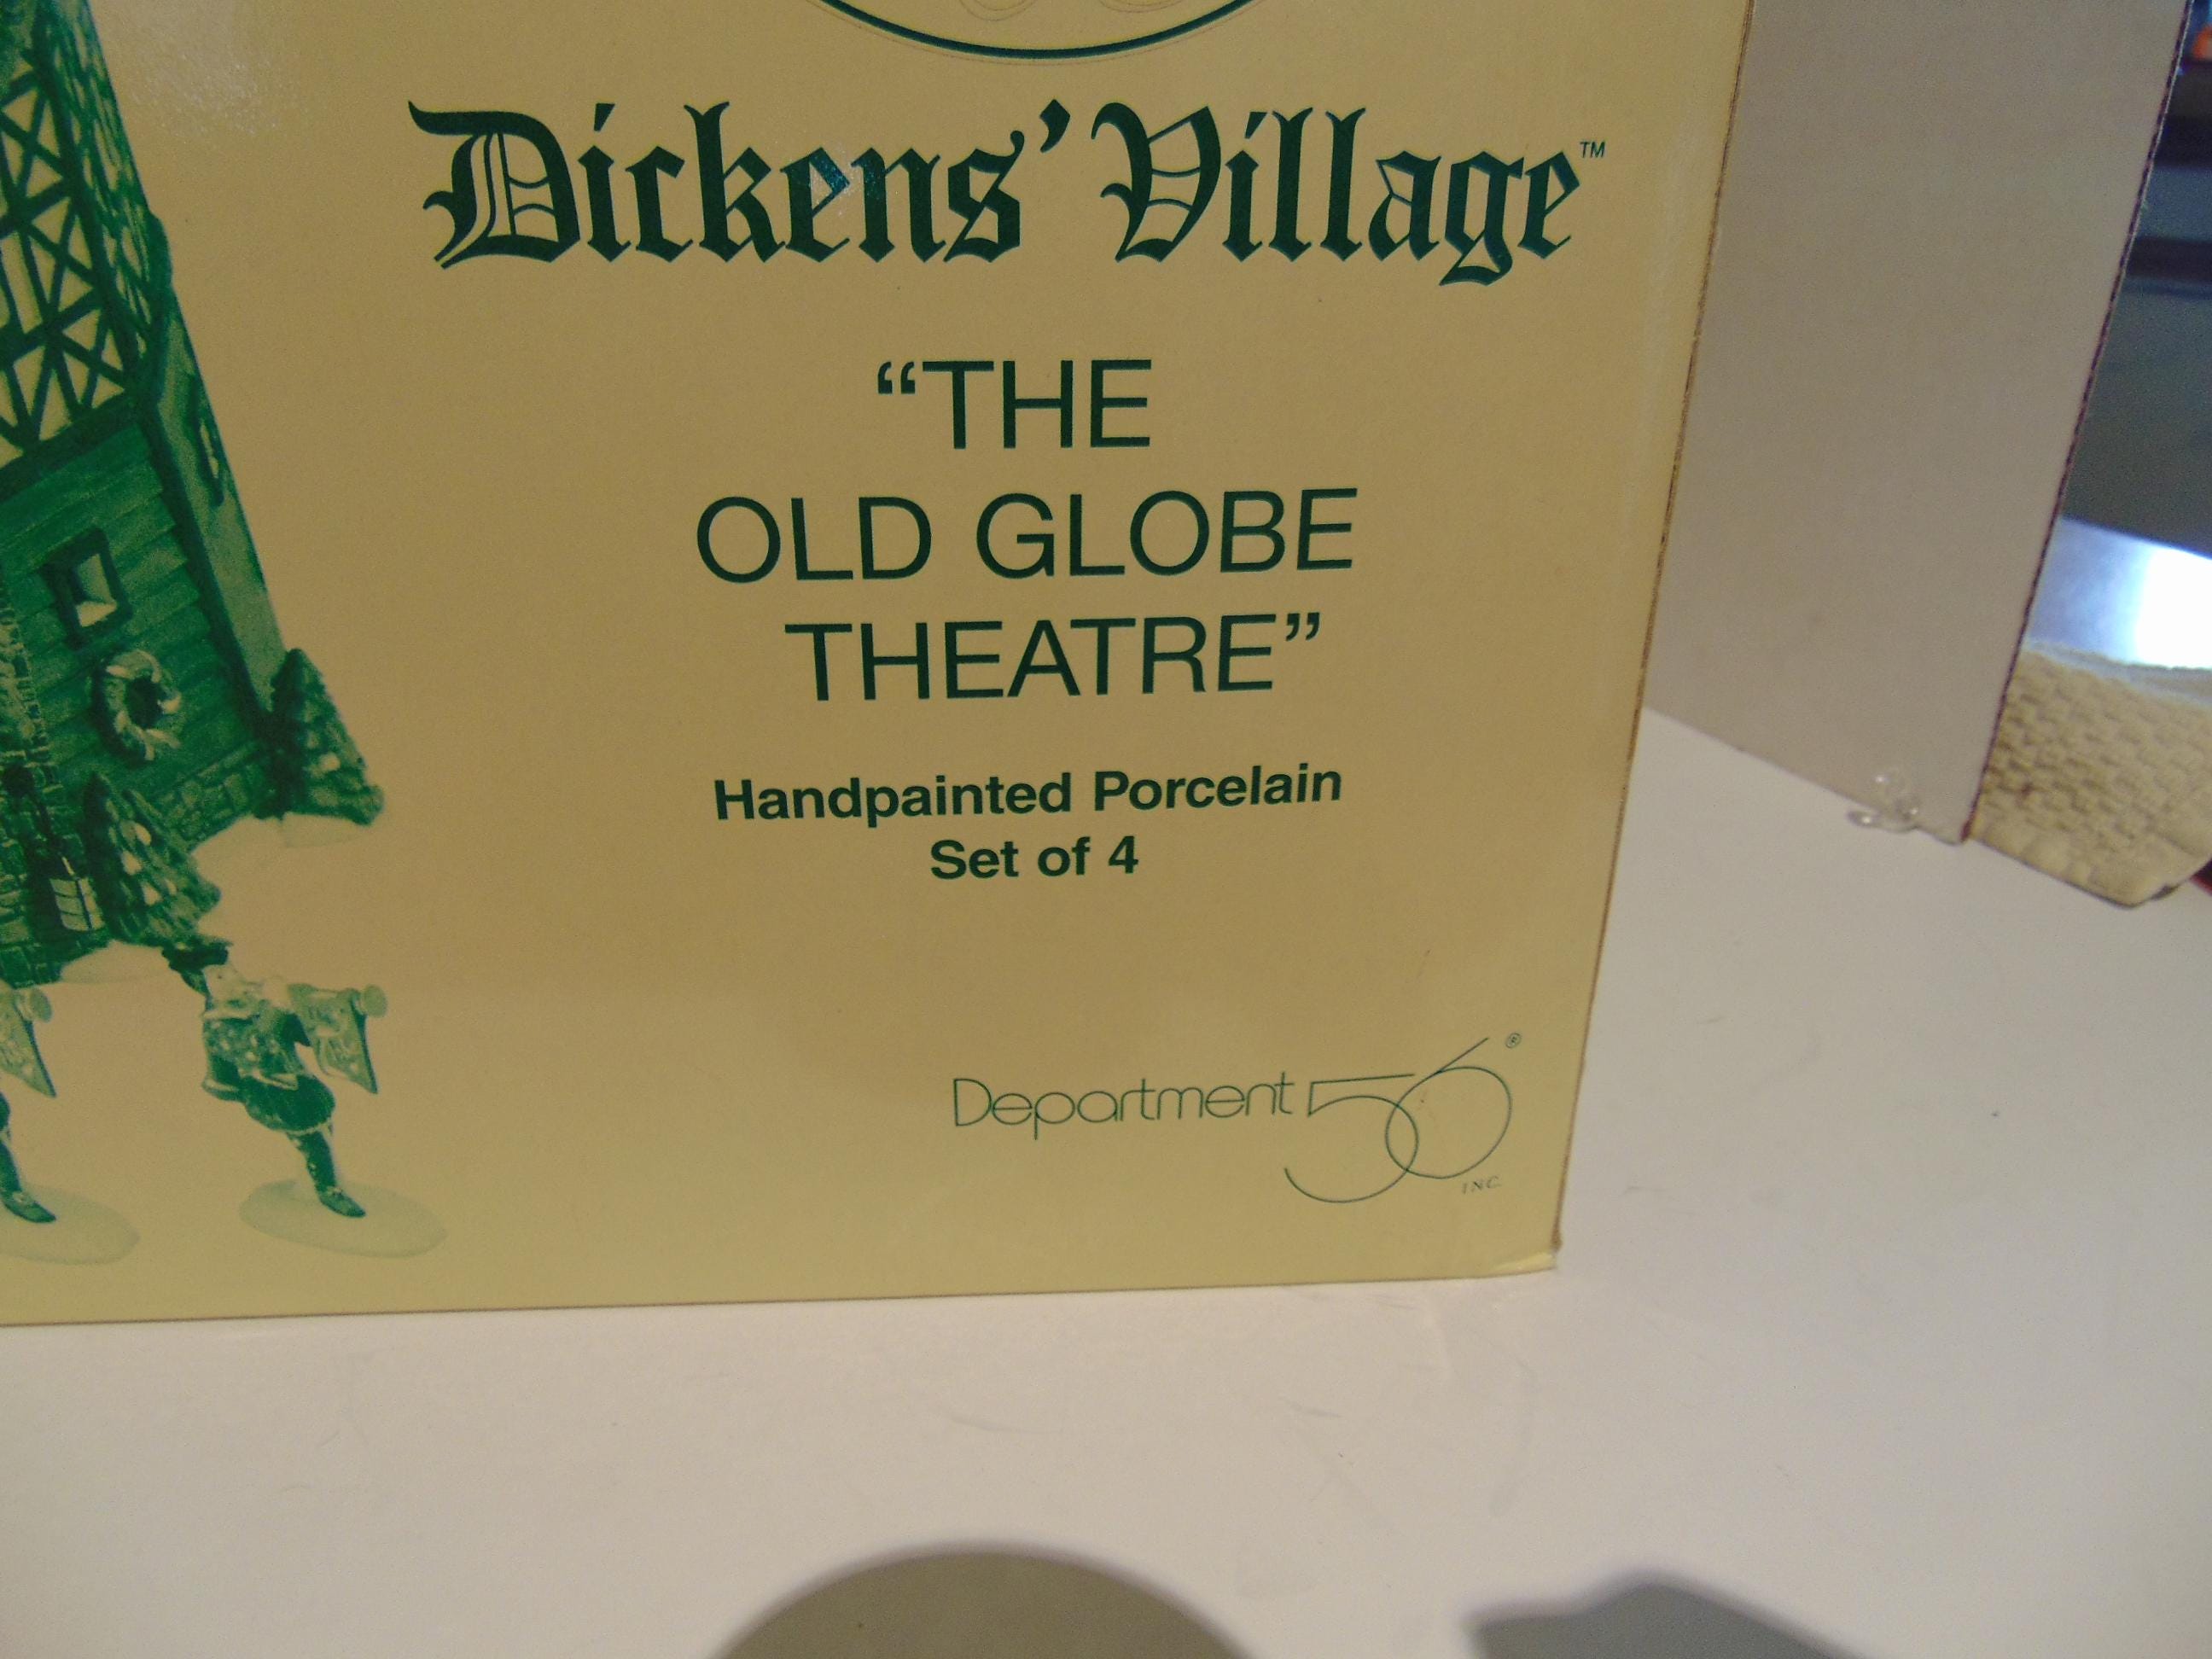 Dickens' Village™
“THE
OLD GLOBE
THEATRE”
Handpainted Porcelain
Set of 4
Department 56®
INC.